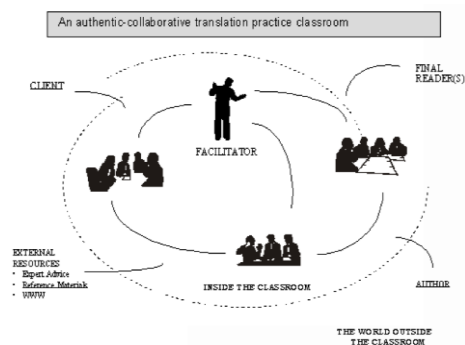 An authentic-collaborative translation practice classroom
CLIENT
FINAL
READER(S)
FACILITATOR
EXTERNAL
RESOURCES
• Expert Advice
• Reference Materials
• WWW
INSIDE THE CLASSROOM
AUTHOR
THE WORLD OUTSIDE
THE CLASSROOM